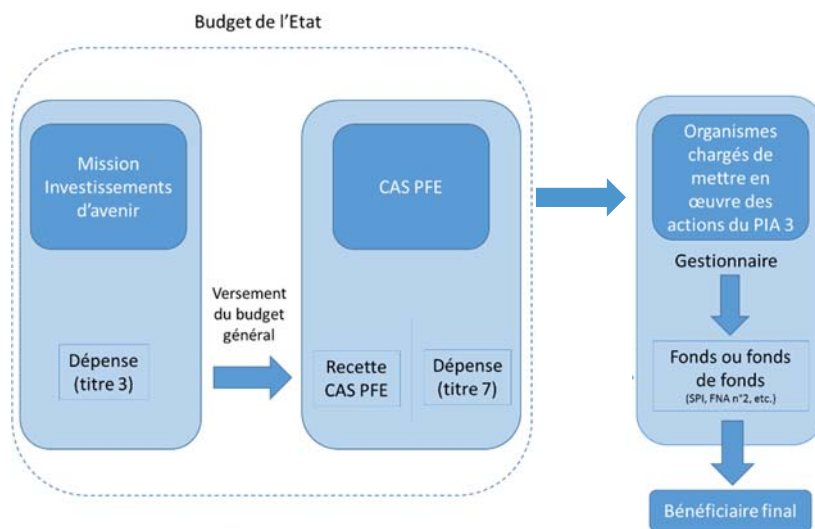 Budget de l’Etat
Mission
Investissements
d’avenir
Dépense
(titre 3)
Versement
du budget
général
CAS PFE
Recette
CAS PFE
Dépense
(titre 7)
Organismes
chargés de
mettre en
œuvre des
actions du PIA 3
Gestionnaire
Fonds ou fonds
de fonds
(SPI, FNA n°2, etc.)
Bénéficiaire final